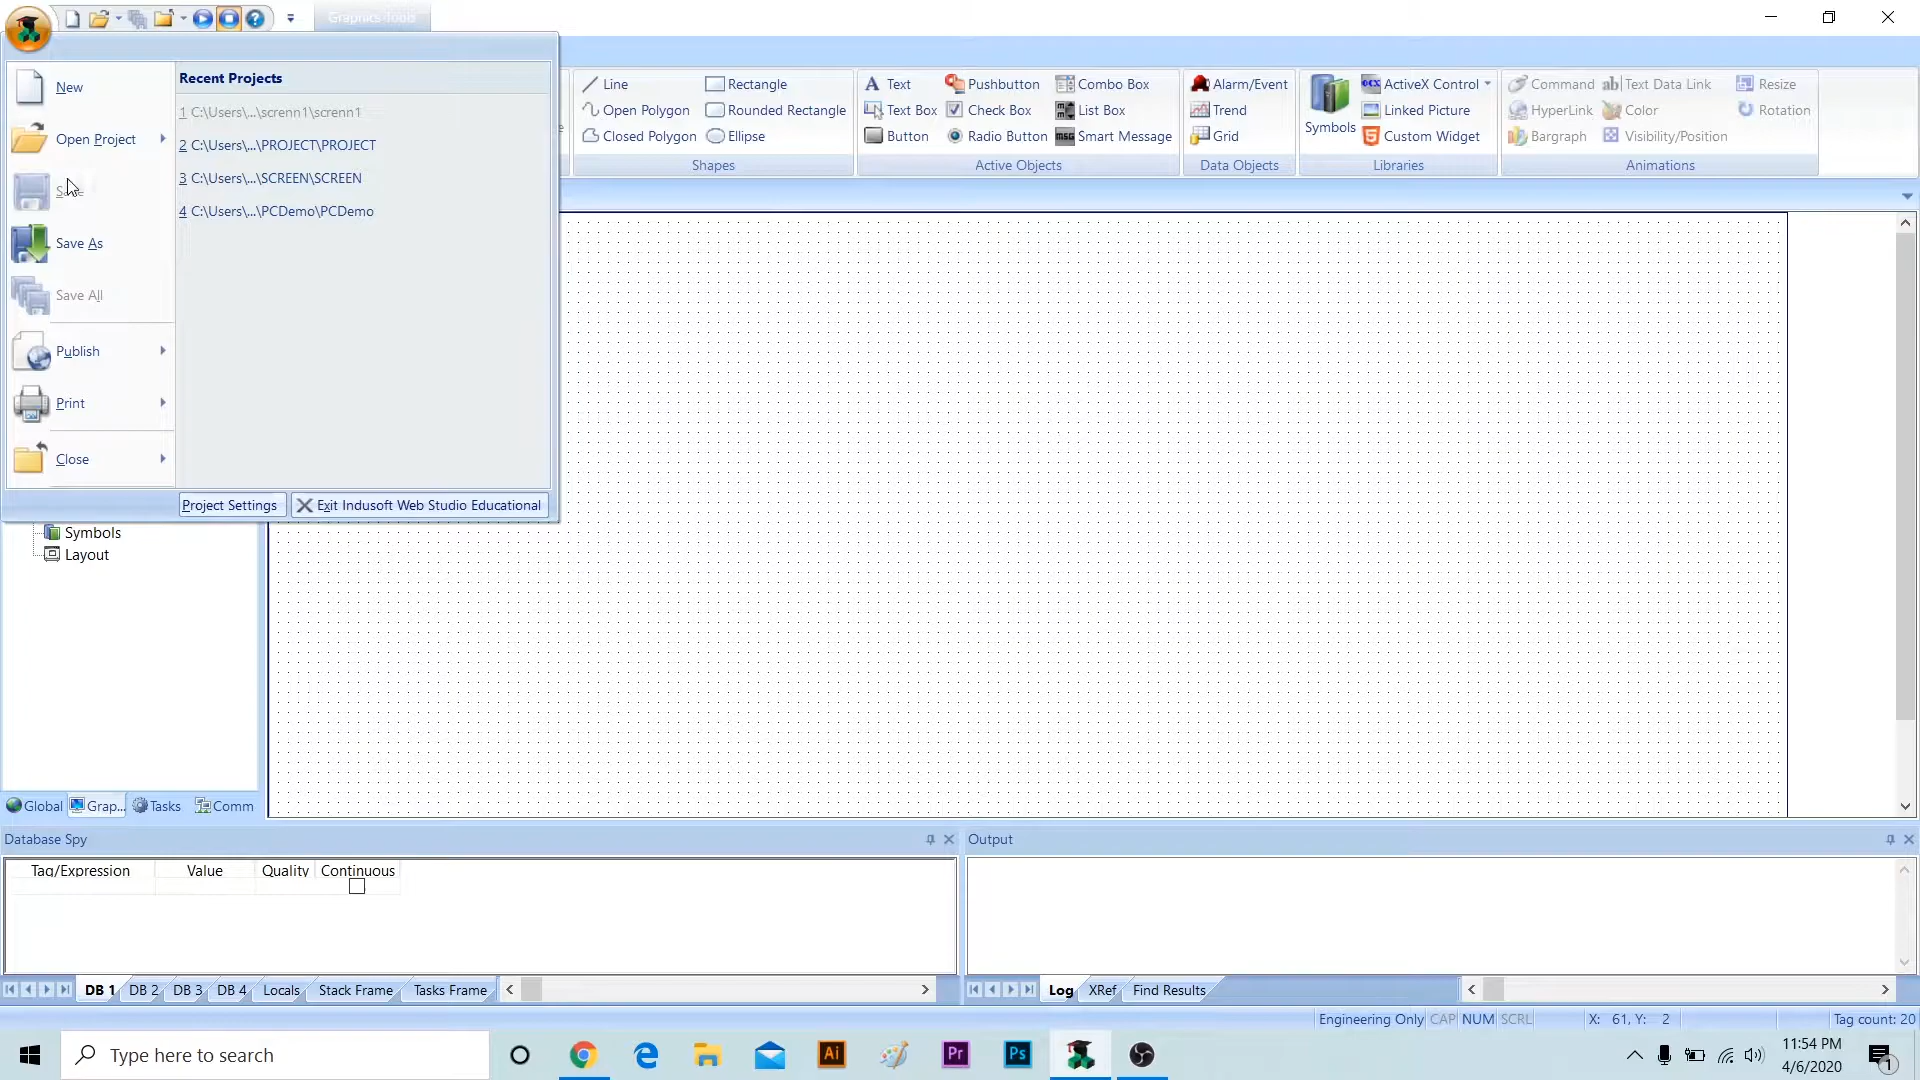 Graphics Tools
New
Open Project
Save As
Save All
Publish
Print
Close
Recent Projects
1 C:\Users\...\screnn1\screnn1
2 C:\Users\...\PROJECT\PROJECT
3 C:\Users\...\SCREEN\SCREEN
4 C:\Users\...\PCDemo\PCDemo
Project Settings
Exit Indusoft Web Studio Educational
Line
Open Polygon
Closed Polygon
Rectangle
Rounded Rectangle
Ellipse
Shapes
Text
Text Box
Button
Pushbutton
Check Box
Radio Button
Combo Box
List Box
Smart Message
Active Objects
Alarm/Event
Trend
Grid
Data Objects
Symbols
ActiveX Control
Linked Picture
Custom Widget
Libraries
Command
HyperLink
Bargraph
Text Data Link
Color
Visibility/Position
Resize
Rotation
Animations
Symbols
Layout
Global
Grap...
Tasks
Comm
Database Spy
Tag/Expression Value Quality Continuous
DB 1 DB 2 DB 3 DB 4 Locals Stack Frame Tasks Frame
Output
Log XRef Find Results
Engineering Only CAP NUM SCRL X: 61, Y: 2 Tag count: 20
Type here to search
11:54 PM
4/6/2020
1